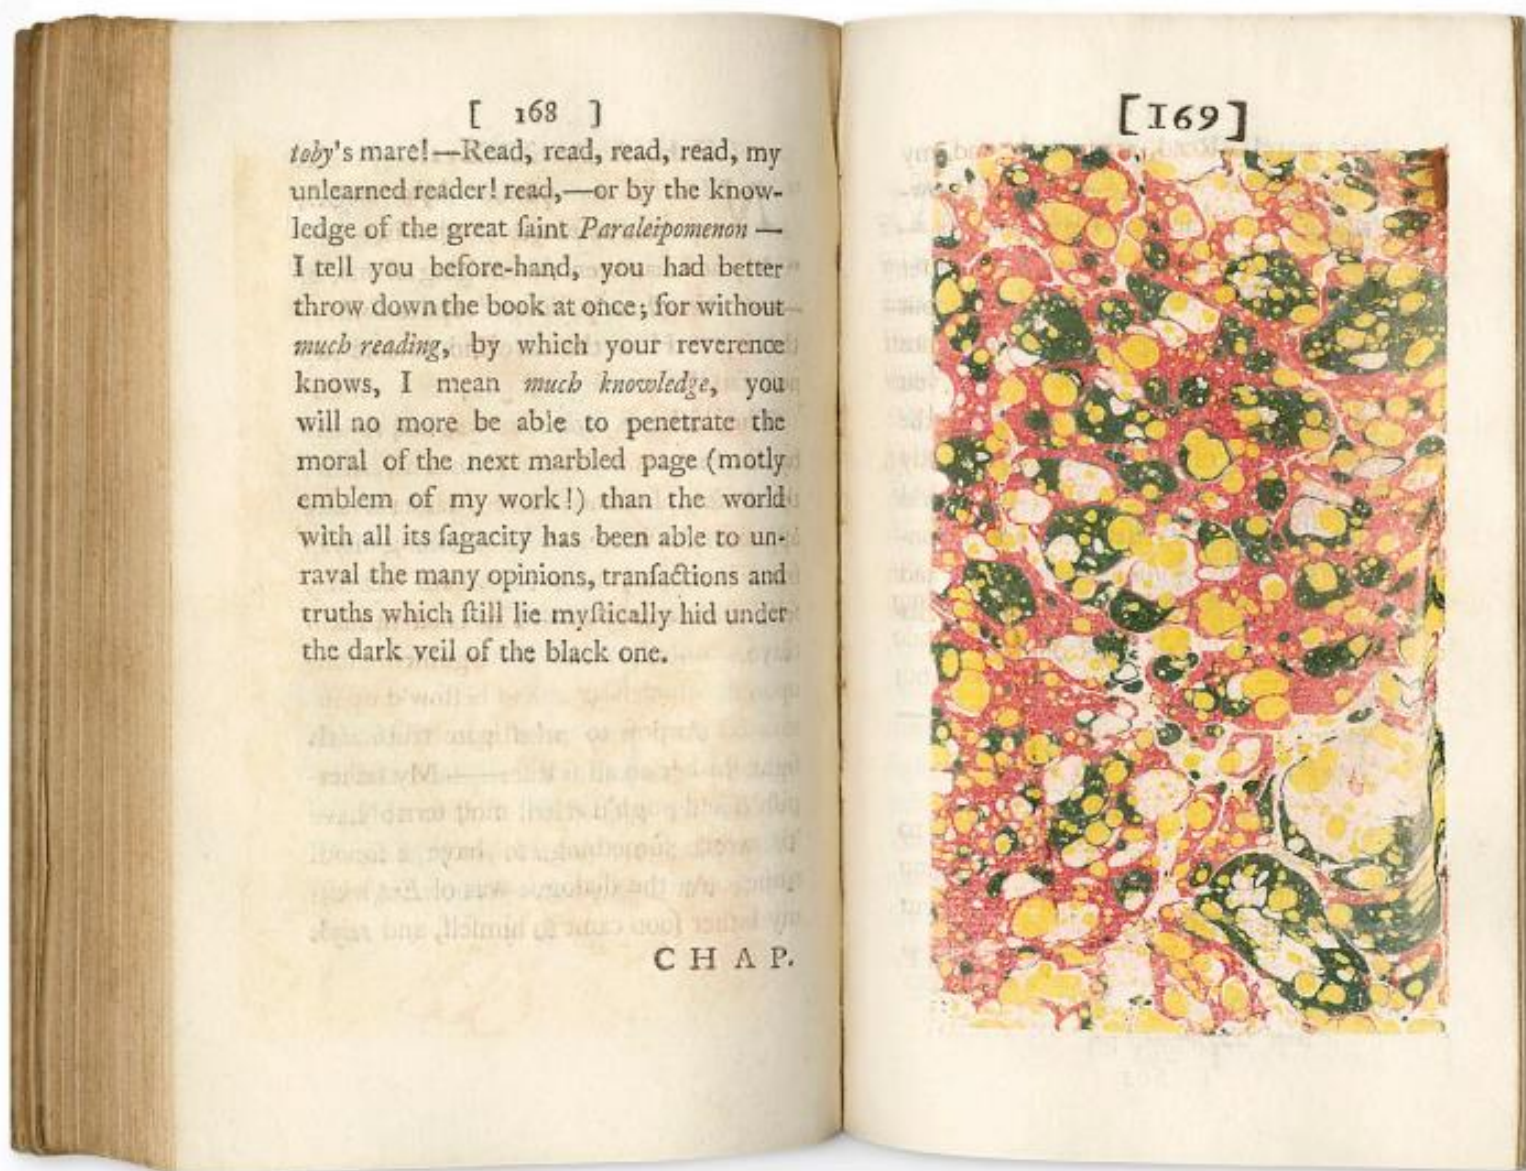 [ 168 ]
toby's mare!—Read, read, read, read, my
unlearned reader! read,—or by the know-
ledge of the great ſaint Paraleipomenon —
I tell you before-hand, you had better
throw down the book at once; for without
much reading, by which your reverence
knows, I mean much knowledge, you
will no more be able to penetrate the
moral of the next marbled page (motly
emblem of my work!) than the world
with all its ſagacity has been able to un-
raval the many opinions, tranſactions and
truths which ſtill lie myſtically hid under
the dark veil of the black one.
CHAP.
[169]